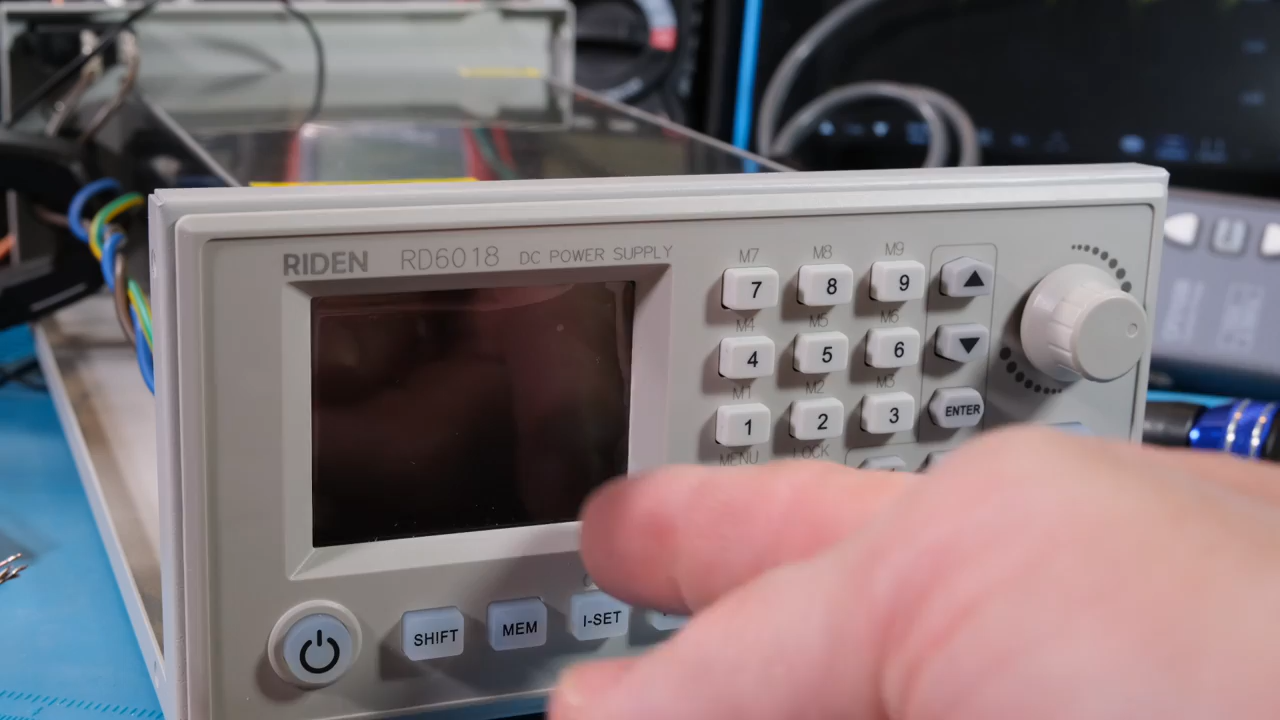 RIDEN RD6018 DC POWER SUPPLY
M7 M8 M9
7 8 9
M4 M5 M6
4 5 6
M1 M2 M3
1 2 3 ENTER
MENU LOCK
SHIFT MEM I-SET